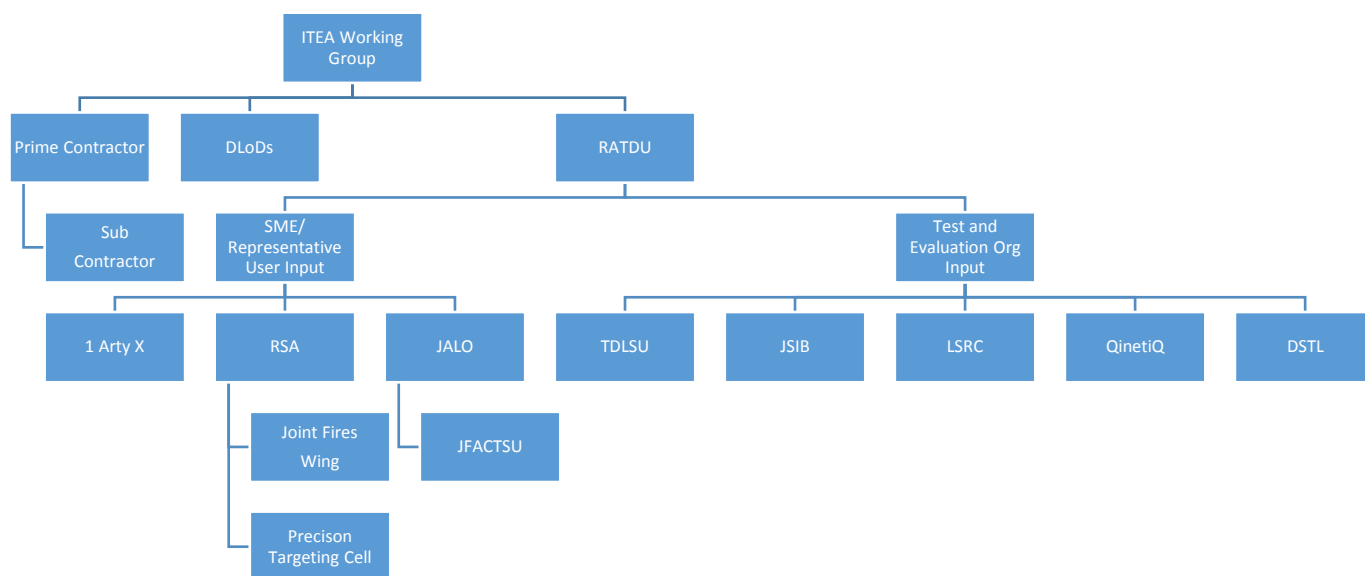 ITEA Working
Group
Prime Contractor
DLoDs
RATDU
Sub
Contractor
SME/
Representative
User Input
Test and
Evaluation Org
Input
1 Arty X
RSA
JALO
TDLSU
JSIB
LSRC
QinetiQ
DSTL
Joint Fires
Wing
JFACTSU
Precison
Targeting Cell